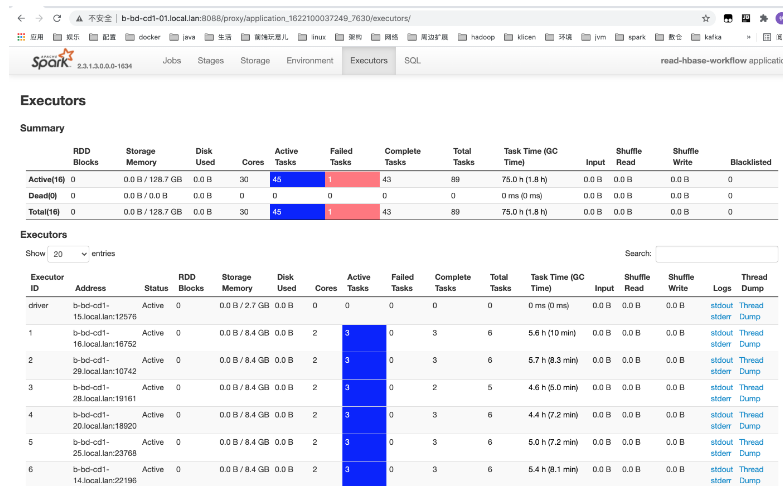 不安全 | b-bd-cd1-01.local.lan:8088/proxy/application_1622100037249_7630/executors/
应用 娱乐 配置 docker java 生活 前蚀玩意儿 linux 架构 网络 周边扩展 hadoop klicen 环境 jvm spark 数仓 kafka »
APACHE Spark 2.3.1.3.0.0.0-1634 Jobs Stages Storage Environment Executors SQL read-hbase-workflow applicatio
Executors
Summary
RDD Blocks Storage Memory Disk Used Cores Active Tasks Failed Tasks Complete Tasks Total Tasks Task Time (GC Time) Input Shuffle Read Shuffle Write Blacklisted
Active(16) 0 0.0 B / 128.7 GB 0.0 B 30 45 1 43 89 75.0 h (1.8 h) 0.0 B 0.0 B 0.0 B 0
Dead(0) 0 0.0 B / 0.0 B 0.0 B 0 0 0 0 0 0 ms (0 ms) 0.0 B 0.0 B 0.0 B 0
Total(16) 0 0.0 B / 128.7 GB 0.0 B 30 45 1 43 89 75.0 h (1.8 h) 0.0 B 0.0 B 0.0 B 0
Executors
Show 20 entries Search:
Executor ID Address Status RDD Blocks Storage Memory Disk Used Cores Active Tasks Failed Tasks Complete Tasks Total Tasks Task Time (GC Time) Input Shuffle Read Shuffle Write Logs Thread Dump
driver b-bd-cd1- Active 0 0.0 B / 2.7 GB 0.0 B 0 0 0 0 0 0 ms (0 ms) 0.0 B 0.0 B 0.0 B stdout Thread
15.local.lan:12576 stderr Dump
1 b-bd-cd1- Active 0 0.0 B / 8.4 GB 0.0 B 2 3 0 3 6 5.6 h (10 min) 0.0 B 0.0 B 0.0 B stdout Thread
16.local.lan:16752 stderr Dump
2 b-bd-cd1- Active 0 0.0 B / 8.4 GB 0.0 B 2 3 0 3 6 5.7 h (8.3 min) 0.0 B 0.0 B 0.0 B stdout Thread
29.local.lan:10742 stderr Dump
3 b-bd-cd1- Active 0 0.0 B / 8.4 GB 0.0 B 2 3 0 2 5 4.6 h (5.0 min) 0.0 B 0.0 B 0.0 B stdout Thread
28.local.lan:19161 stderr Dump
4 b-bd-cd1- Active 0 0.0 B / 8.4 GB 0.0 B 2 3 0 3 6 4.4 h (7.2 min) 0.0 B 0.0 B 0.0 B stdout Thread
20.local.lan:18920 stderr Dump
5 b-bd-cd1- Active 0 0.0 B / 8.4 GB 0.0 B 2 3 0 3 6 5.0 h (7.2 min) 0.0 B 0.0 B 0.0 B stdout Thread
25.local.lan:23768 stderr Dump
6 b-bd-cd1- Active 0 0.0 B / 8.4 GB 0.0 B 2 3 0 3 6 5.4 h (8.1 min) 0.0 B 0.0 B 0.0 B stdout Thread
14.local.lan:22196 stderr Dump